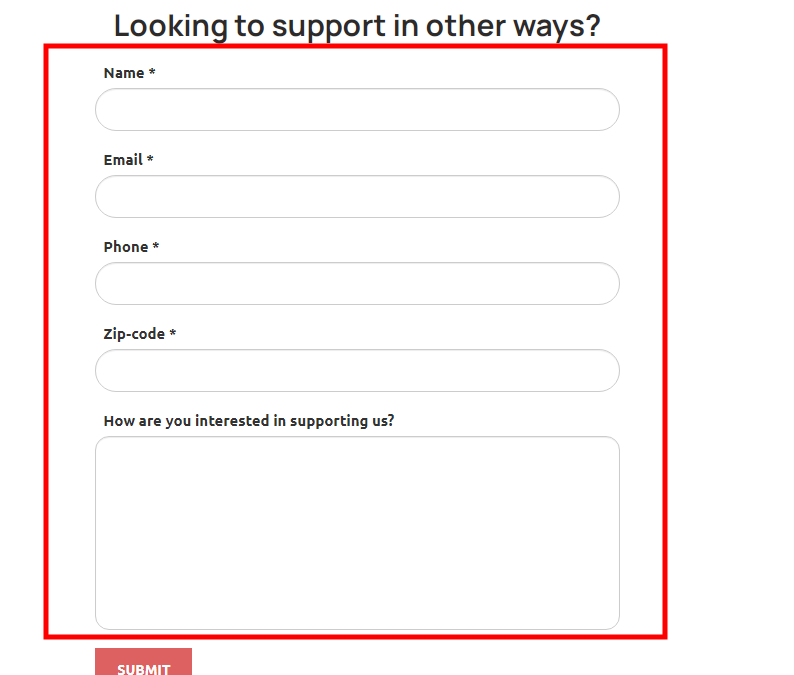 Looking to support in other ways?
Name *
Email *
Phone *
Zip-code *
How are you interested in supporting us?
SUBMIT